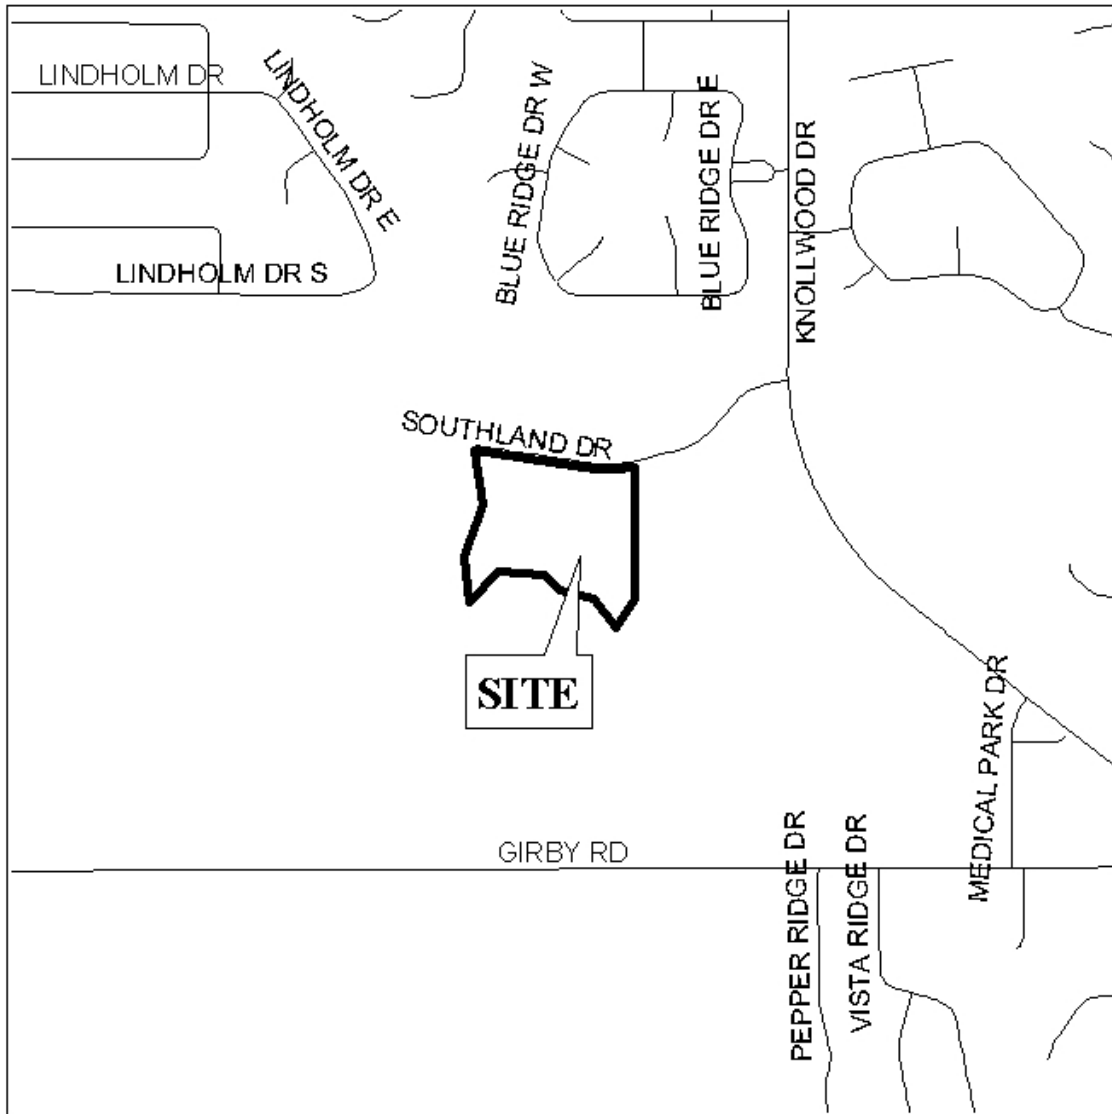 LINDHOLM DR
LINDHOLM DR E
BLUE RIDGE DR W
BLUE RIDGE DR E
KNOLLWOOD DR
LINDHOLM DR S
SOUTHLAND DR
SITE
MEDICAL PARK DR
GIRBY RD
PEPPER RIDGE DR
VISTA RIDGE DR